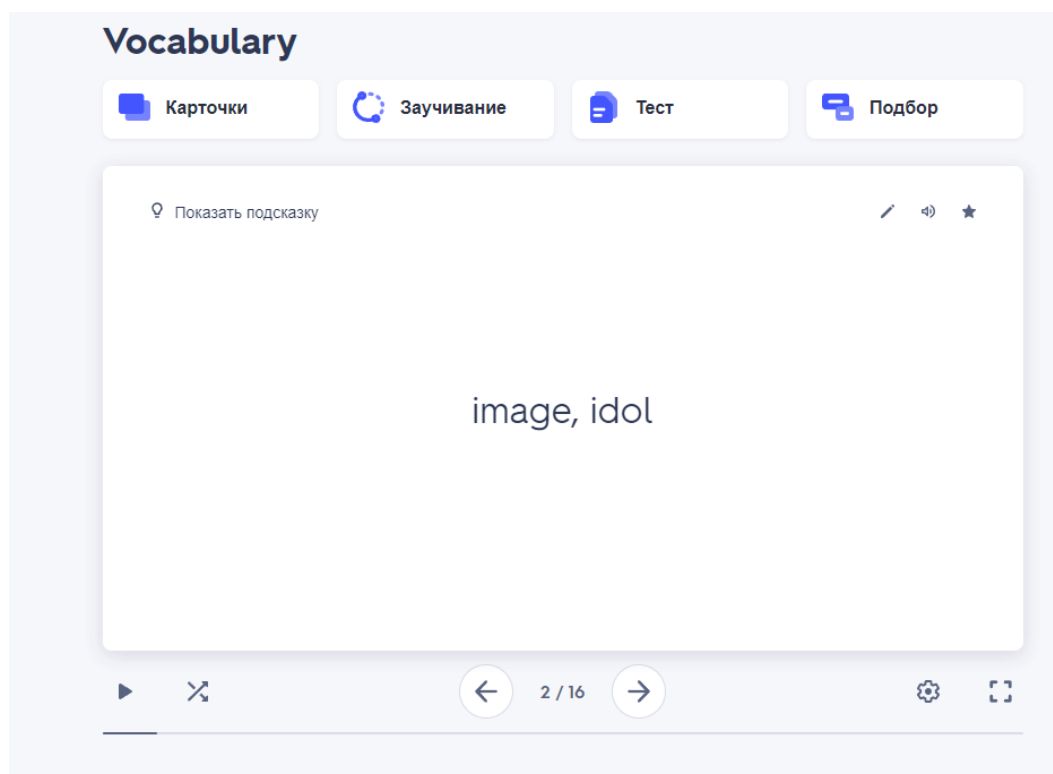 Vocabulary
Карточки
Заучивание
Тест
Подбор
Показать подсказку
image, idol
2 / 16